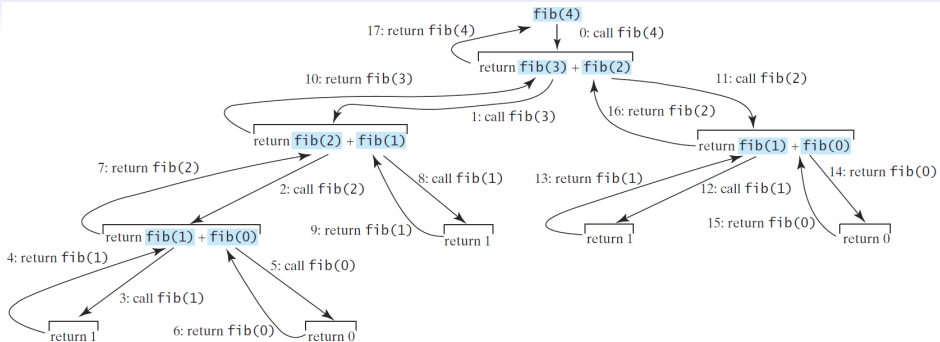 fib(4)
17: return fib(4)
0: call fib(4)
return fib(3) + fib(2)
10: return fib(3)
11: call fib(2)
1: call fib(3)
16: return fib(2)
return fib(2) + fib(1)
return fib(1) + fib(0)
7: return fib(2)
8: call fib(1)
13: return fib(1)
14: return fib(0)
2: call fib(2)
12: call fib(1)
9: return fib(1)
15: return fib(0)
return fib(1) + fib(0)
return 1
return 1
return 0
4: return fib(1)
5: call fib(0)
3: call fib(1)
6: return fib(0)
return 1
return 0